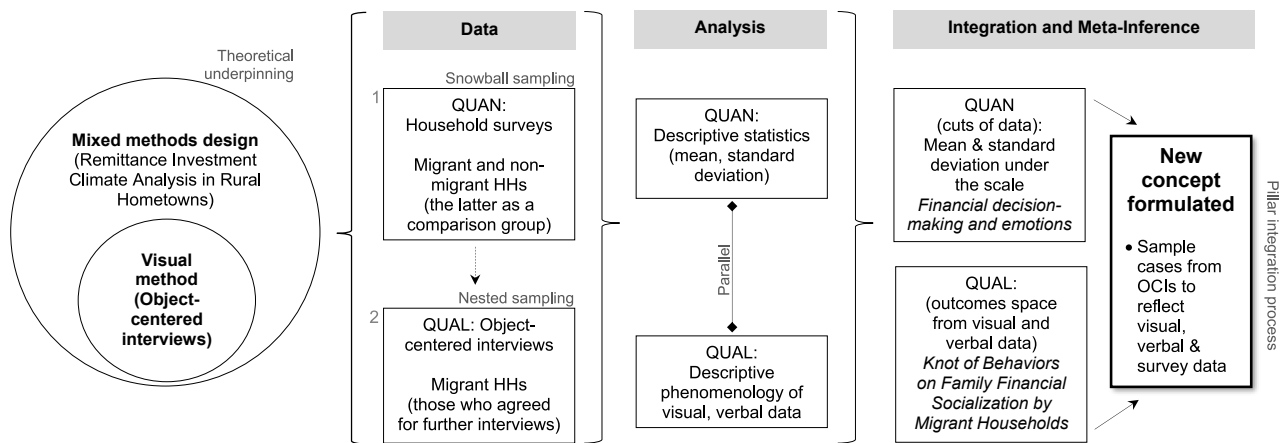 Theoretical
underpinning
Mixed methods design
(Remittance Investment
Climate Analysis in Rural
Hometowns)
Visual
method
(Object-
centered
interviews)
Data
Snowball sampling
1
QUAN:
Household surveys
Migrant and non-
migrant HHs
(the latter as a
comparison group)
Nested sampling
2
QUAL: Object-
centered interviews
Migrant HHs
(those who agreed
for further interviews)
Analysis
QUAN:
Descriptive statistics
(mean, standard
deviation)
Parallel
QUAL:
Descriptive
phenomenology of
visual, verbal data
Integration and Meta-Inference
QUAN
(cuts of data):
Mean & standard
deviation under
the scale
Financial decision-
making and emotions
QUAL:
(outcomes space
from visual and
verbal data)
Knot of Behaviors
on Family Financial
Socialization by
Migrant Households
New
concept
formulated
• Sample
cases from
OCIs to
reflect
visual,
verbal &
survey data
Pillar integration process